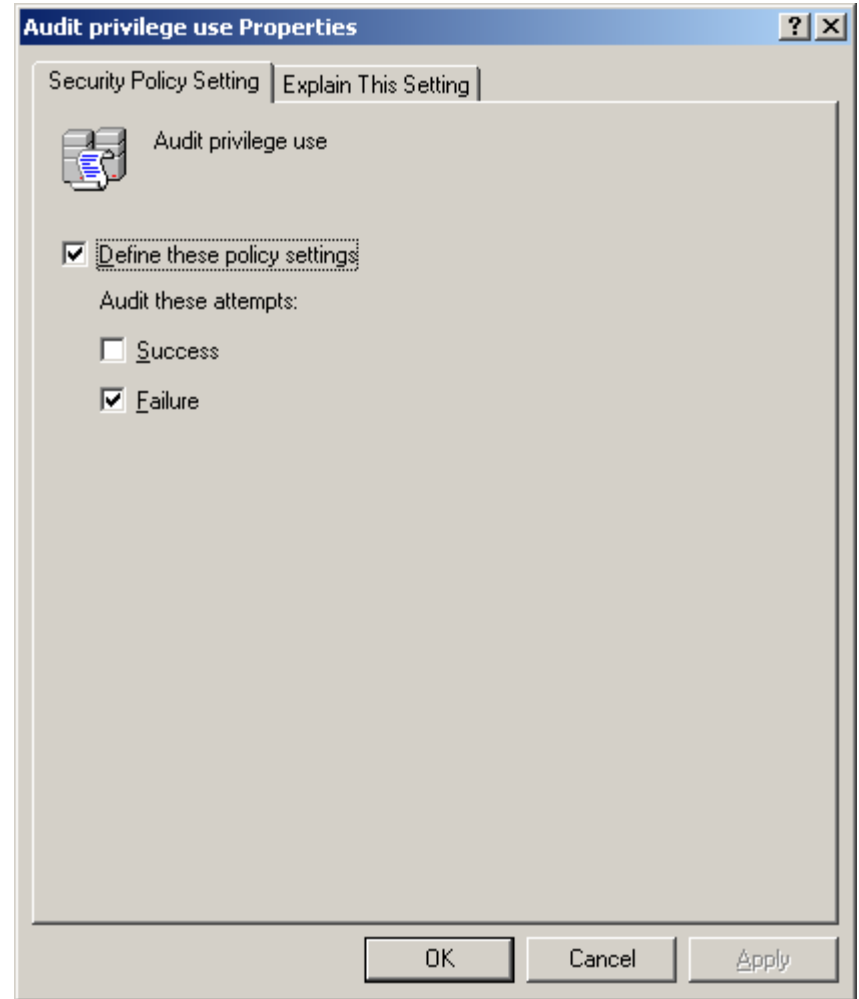 Audit privilege use Properties
Security Policy Setting
Explain This Setting
Audit privilege use
Define these policy settings
Audit these attempts:
Success
Failure
OK
Cancel
Apply